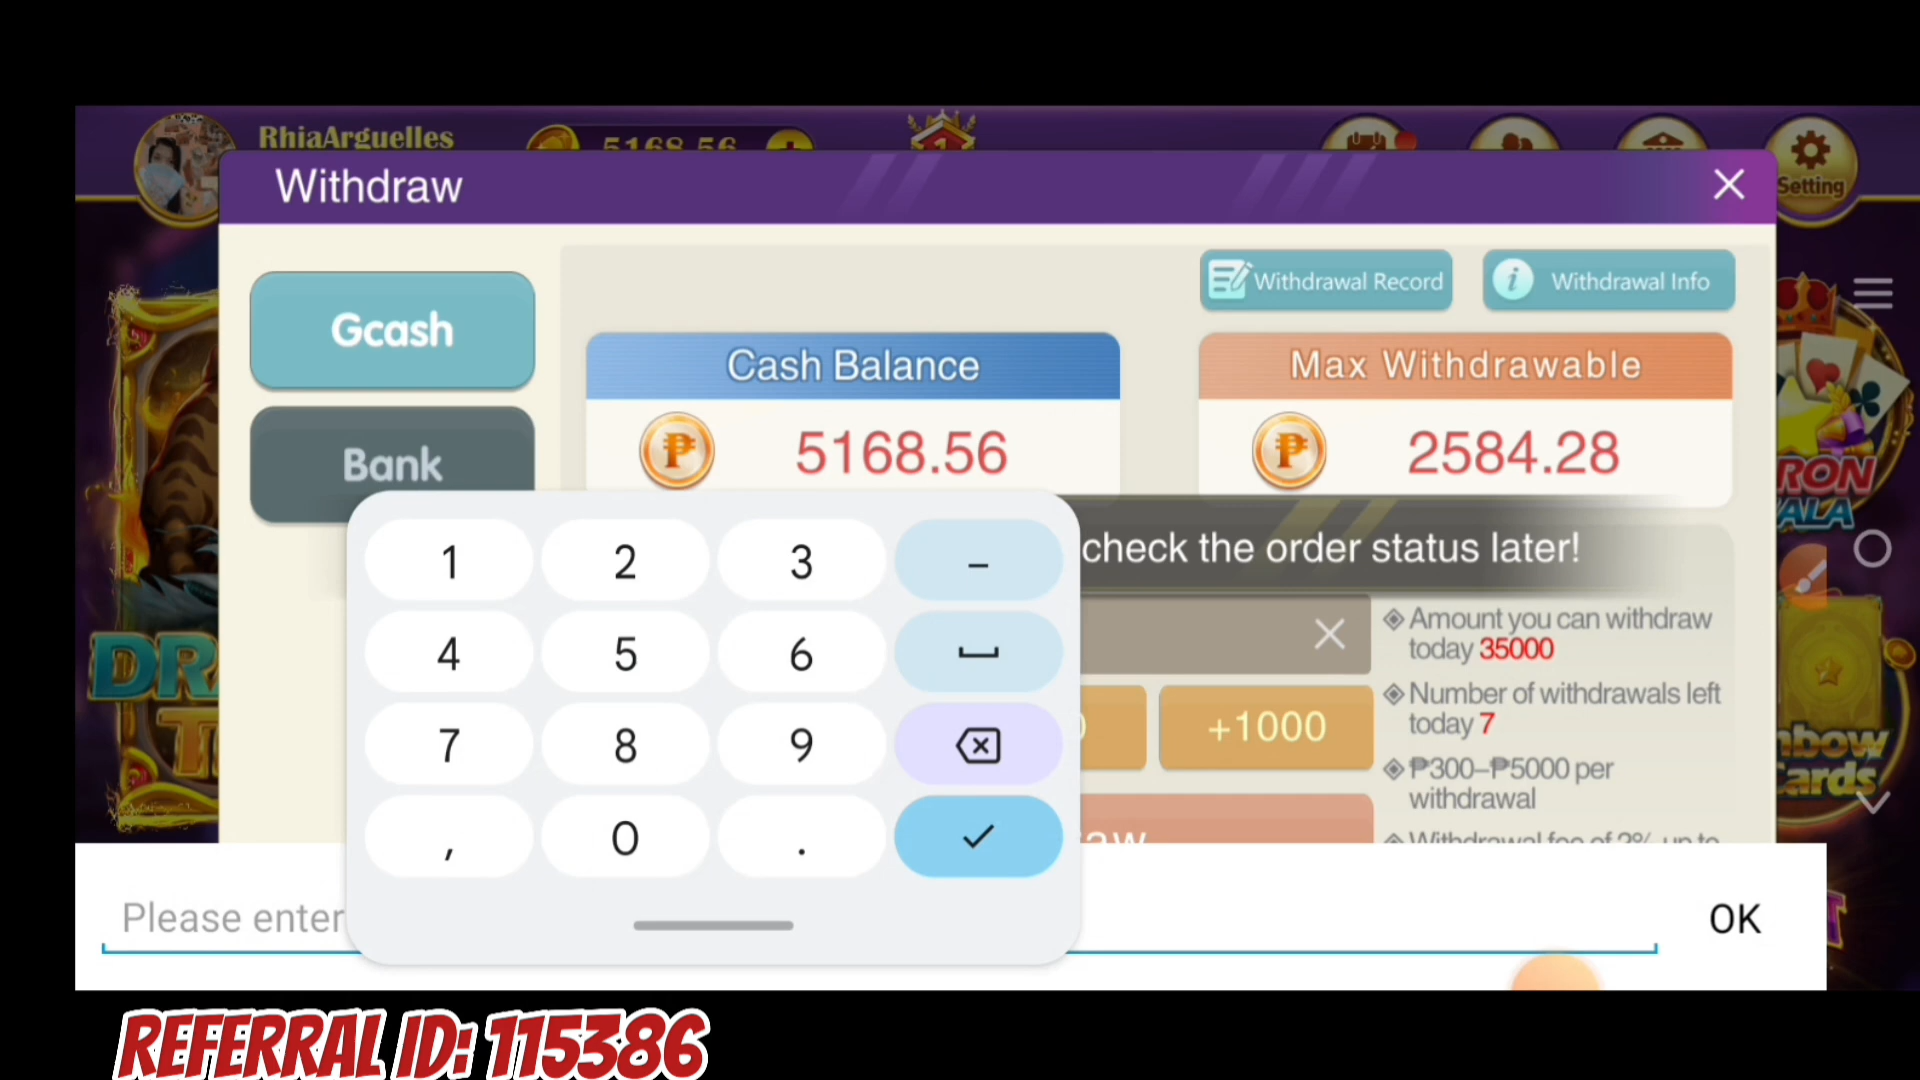 RhiaArguelles
5168.56
Setting
Withdraw
Withdrawal Record
Withdrawal Info
Gcash
Bank
Cash Balance
5168.56
Max Withdrawable
2584.28
check the order status later!
1 2 3 –
4 5 6
7 8 9
, 0 .
+1000
Amount you can withdraw
today 35000
Number of withdrawals left
today 7
₱300–₱5000 per
withdrawal
Please enter
OK
REFERRAL ID: 115386